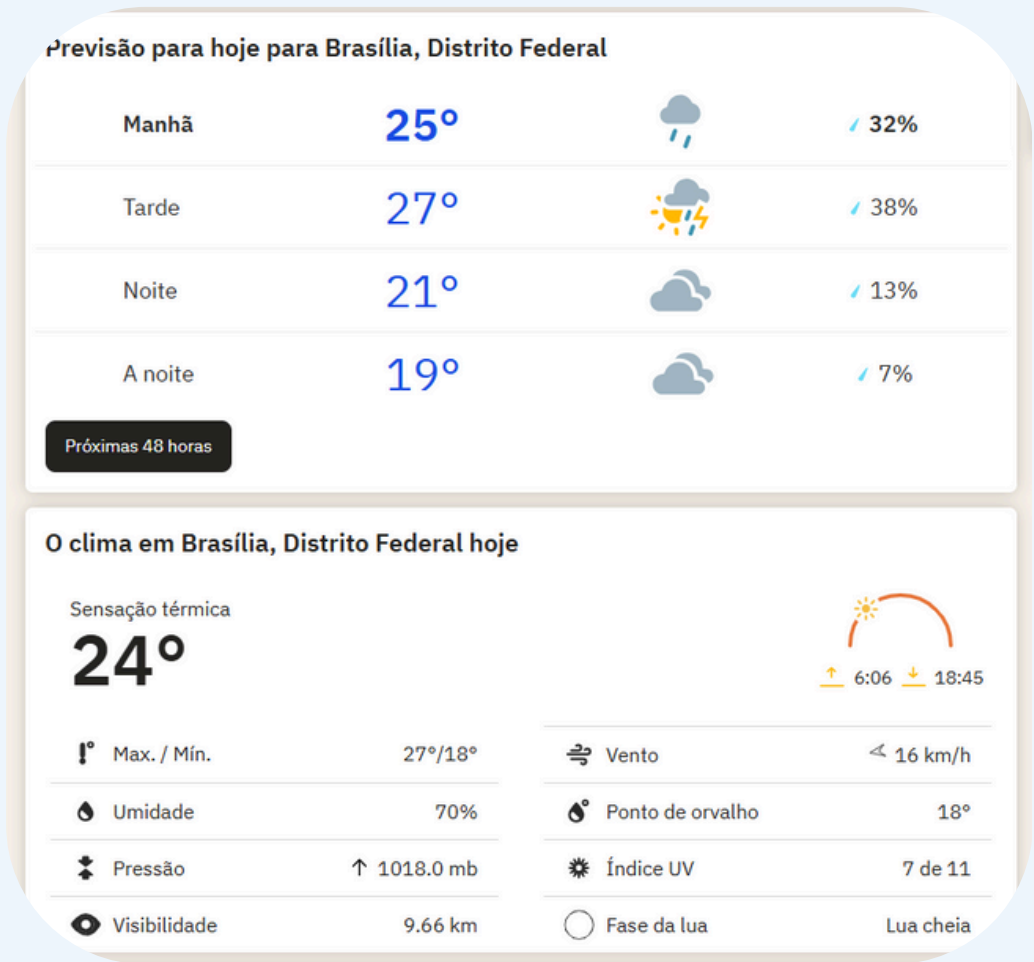 Previsão para hoje para Brasília, Distrito Federal
Manhã 25° 32%
Tarde 27° 38%
Noite 21° 13%
A noite 19° 7%
Próximas 48 horas
O clima em Brasília, Distrito Federal hoje
Sensação térmica
24°
6:06 18:45
Max. / Mín. 27°/18°
Vento 16 km/h
Umidade 70%
Ponto de orvalho 18°
Pressão ↑ 1018.0 mb
Índice UV 7 de 11
Visibilidade 9.66 km
Fase da lua Lua cheia